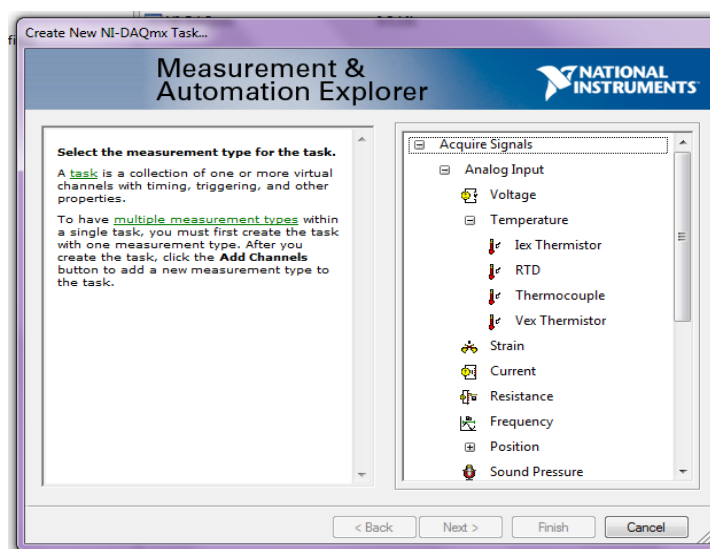 Create New NI-DAQmx Task...
Measurement &
Automation Explorer
NATIONAL
INSTRUMENTS
Select the measurement type for the task.
A task is a collection of one or more virtual
channels with timing, triggering, and other
properties.
To have multiple measurement types within
a single task, you must first create the task
with one measurement type. After you
create the task, click the Add Channels
button to add a new measurement type to
the task.
Acquire Signals
Analog Input
Voltage
Temperature
Iex Thermistor
RTD
Thermocouple
Vex Thermistor
Strain
Current
Resistance
Frequency
Position
Sound Pressure
< Back
Next >
Finish
Cancel